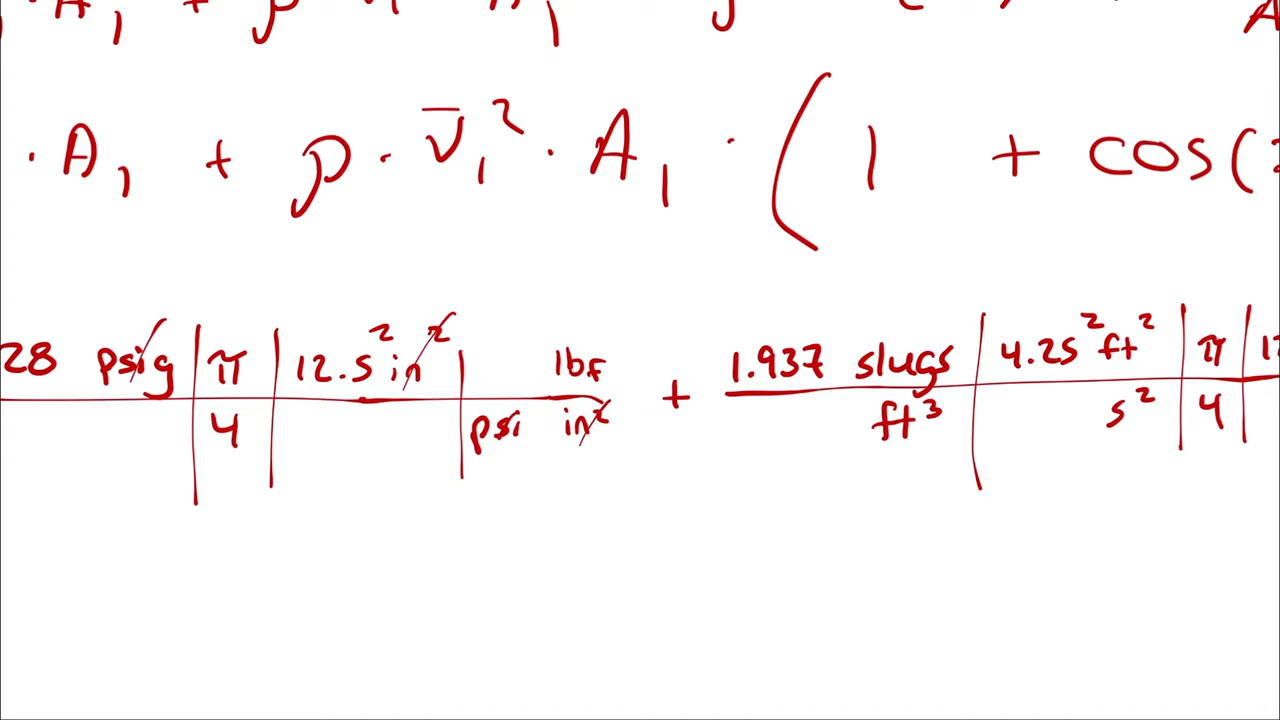 A₁ + ρ
· A₁ + ρ · v̄₁² · A₁ · ( 1 + cos(
28 psig | π | 12.5² in² | lbf + 1.937 slugs | 4.25² ft² | π
4 | psi in² ft³ | s² | 4